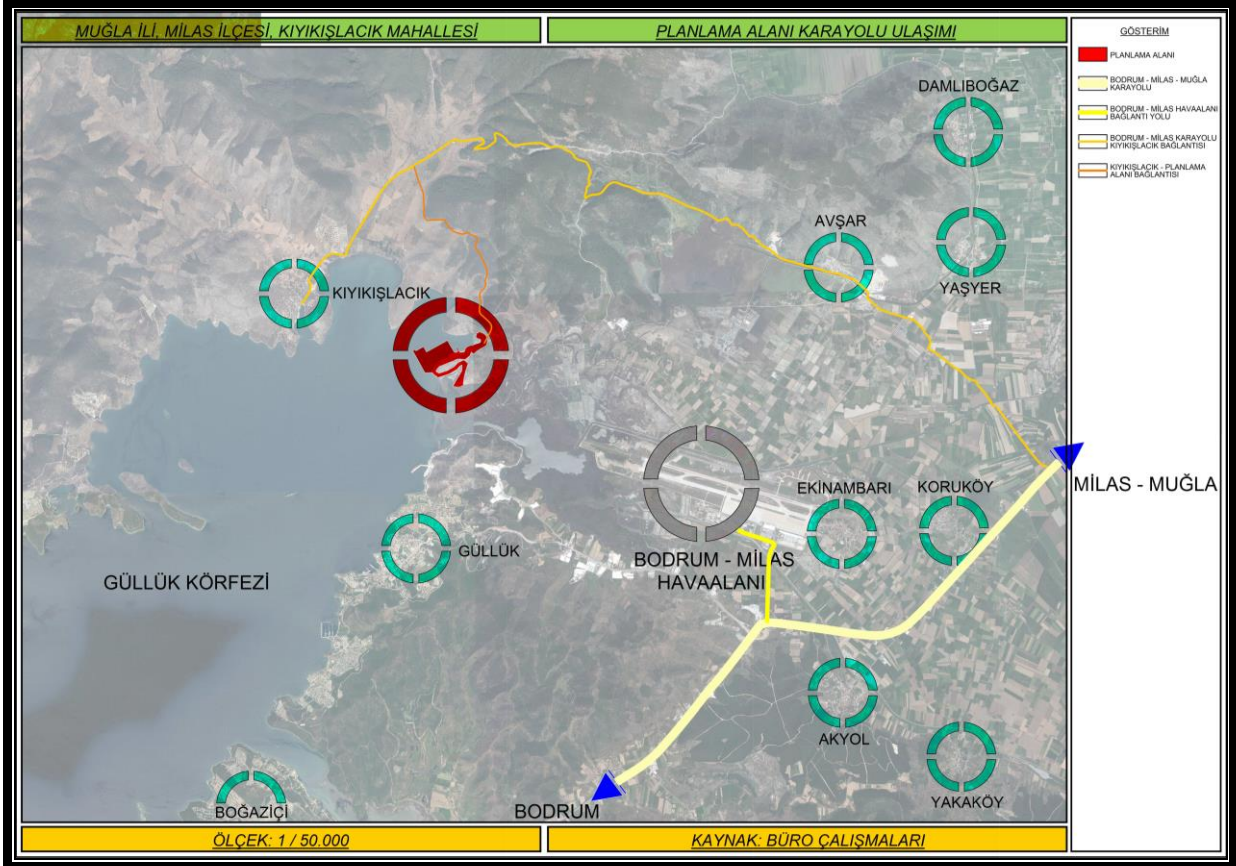 MUĞLA İLİ, MİLAS İLÇESİ, KIYIKIŞLACIK MAHALLESİ
PLANLAMA ALANI KARAYOLU ULAŞIMI
GÖSTERİM
PLANLAMA ALANI
BODRUM - MİLAS - MUĞLA
KARAYOLU
BODRUM - MİLAS HAVAALANI
BAĞLANTI YOLU
BODRUM - MİLAS KARAYOLU
KIYIKIŞLACIK BAĞLANTISI
KIYIKIŞLAÇIK - PLANLAMA
ALANI BAĞLANTISI
DAMLIBOĞAZ
AVŞAR
YAŞYER
KIYIKIŞLACIK
MİLAS - MUĞLA
EKİNAMBARI
KORUKÖY
GÜLLÜK
BODRUM - MİLAS
HAVAALANI
GÜLLÜK KÖRFEZİ
AKYOL
YAKAKÖY
BOĞAZİÇİ
BODRUM
ÖLÇEK: 1 / 50.000
KAYNAK: BÜRO ÇALIŞMALARI